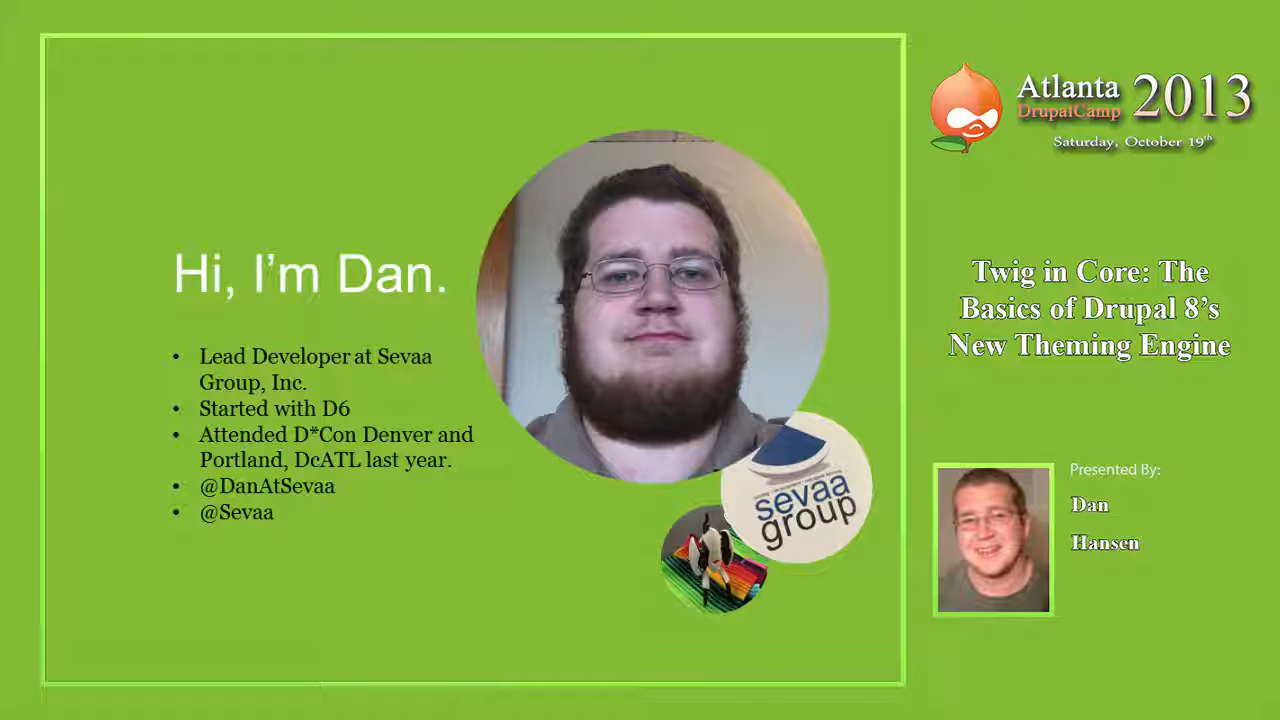 Hi, I'm Dan.
• Lead Developer at Sevaa
Group, Inc.
• Started with D6
• Attended D*Con Denver and
Portland, DcATL last year.
• @DanAtSevaa
• @Sevaa
sevaa
group
Atlanta 2013
DrupalCamp
Saturday, October 19th
Twig in Core: The
Basics of Drupal 8's
New Theming Engine
Presented By:
Dan
Hansen